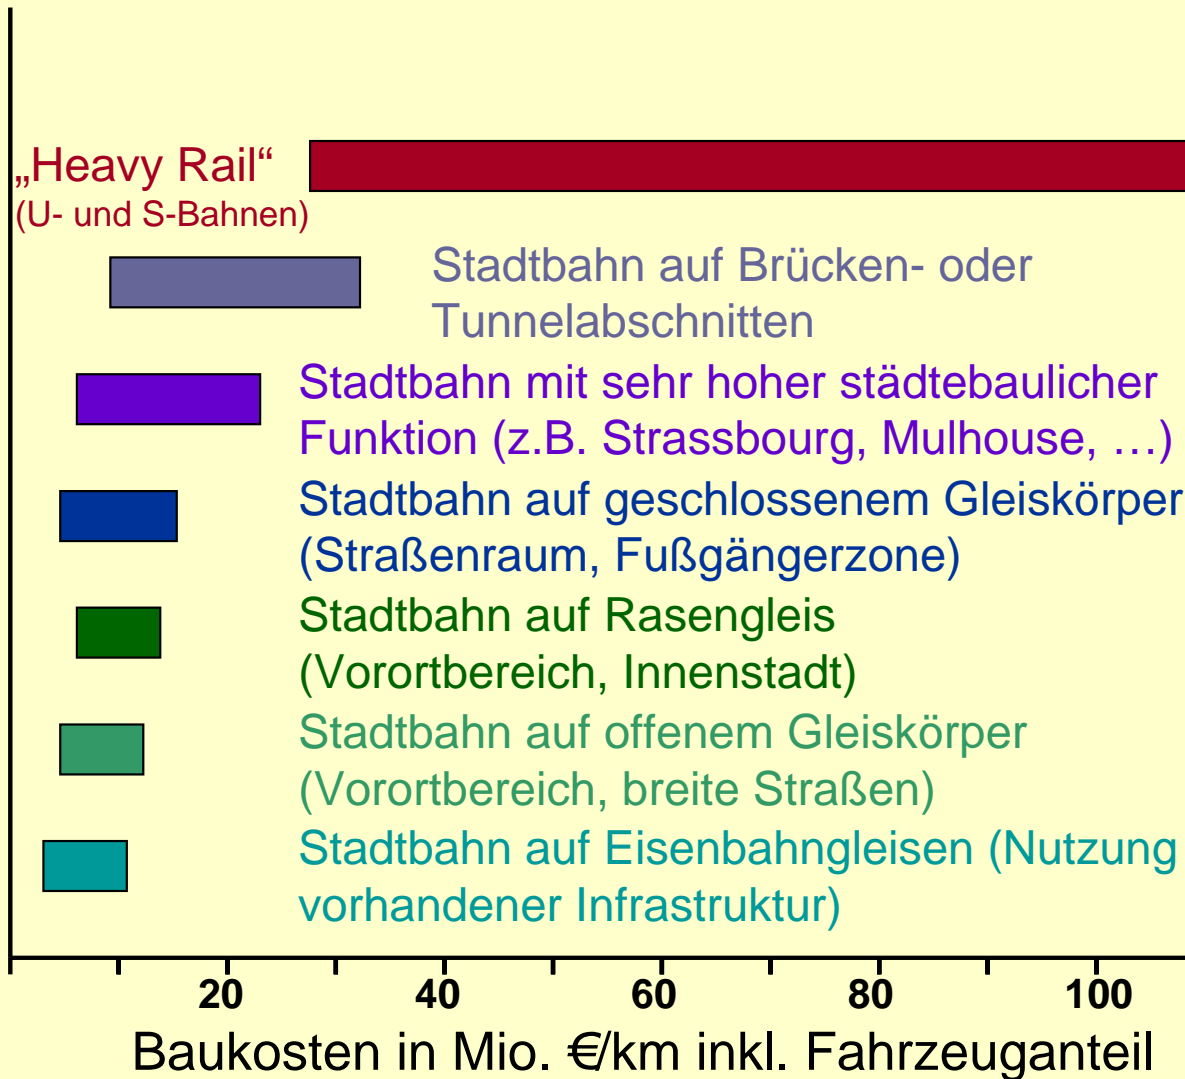 „Heavy Rail“
(U- und S-Bahnen)
Stadtbahn auf Brücken- oder
Tunnelabschnitten
Stadtbahn mit sehr hoher städtebaulicher
Funktion (z.B. Strassbourg, Mulhouse, …)
Stadtbahn auf geschlossenem Gleiskörper
(Straßenraum, Fußgängerzone)
Stadtbahn auf Rasengleis
(Vorortbereich, Innenstadt)
Stadtbahn auf offenem Gleiskörper
(Vorortbereich, breite Straßen)
Stadtbahn auf Eisenbahngleisen (Nutzung
vorhandener Infrastruktur)
20 40 60 80 100
Baukosten in Mio. €/km inkl. Fahrzeuganteil